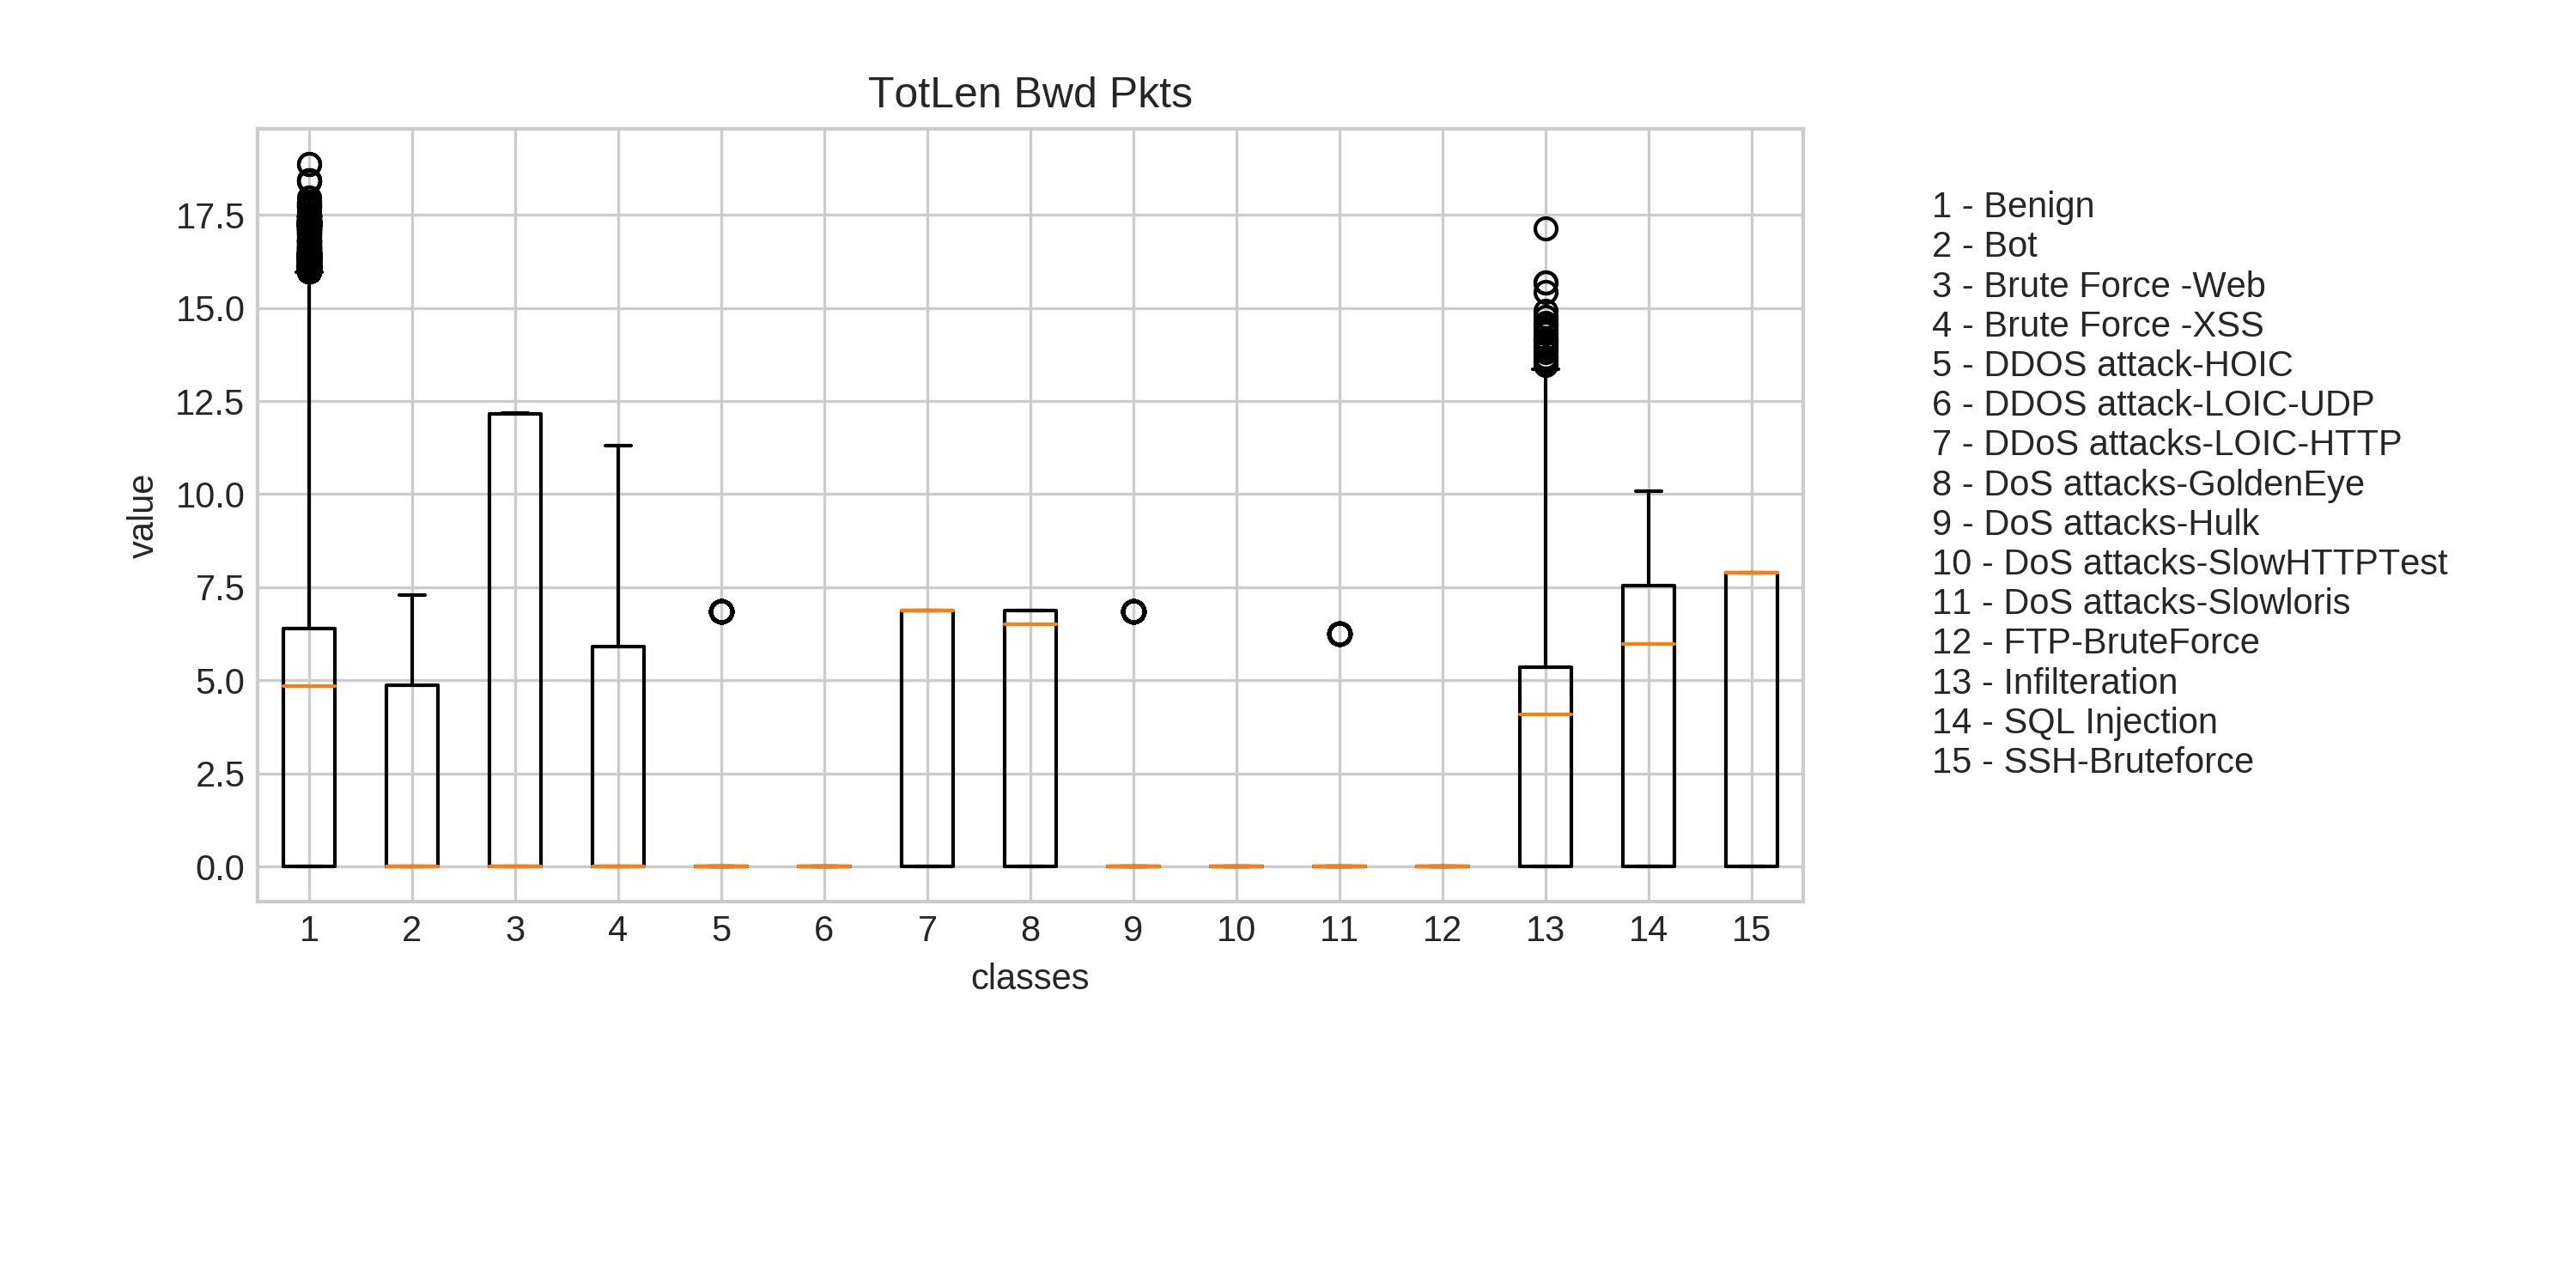 TotLen Bwd Pkts
17.5
15.0
12.5
10.0
7.5
5.0
2.5
0.0
value
1 2 3 4 5 6 7 8 9 10 11 12 13 14 15
classes
1 - Benign
2 - Bot
3 - Brute Force -Web
4 - Brute Force -XSS
5 - DDOS attack-HOIC
6 - DDOS attack-LOIC-UDP
7 - DDoS attacks-LOIC-HTTP
8 - DoS attacks-GoldenEye
9 - DoS attacks-Hulk
10 - DoS attacks-SlowHTTPTest
11 - DoS attacks-Slowloris
12 - FTP-BruteForce
13 - Infilteration
14 - SQL Injection
15 - SSH-Bruteforce